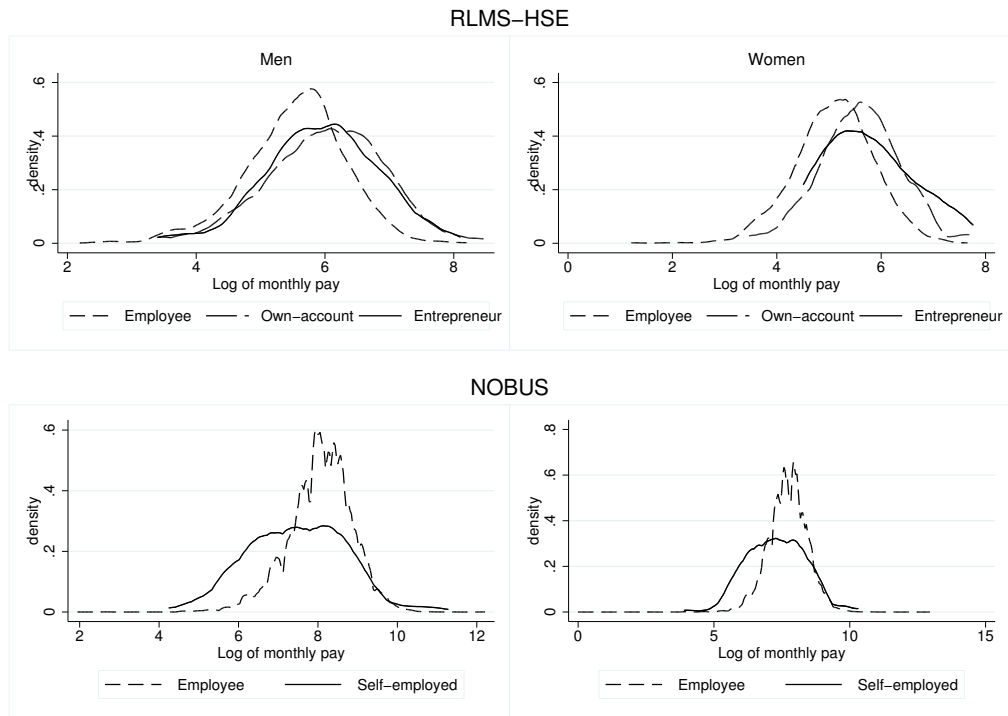 RLMS−HSE
Men
Women
density
0 .2 .4 .6
2 4 6 8
Log of monthly pay
Employee Own−account Entrepreneur
density
0 .2 .4 .6
0 2 4 6 8
Log of monthly pay
Employee Own−account Entrepreneur
NOBUS
density
0 .2 .4 .6
2 4 6 8 10 12
Log of monthly pay
Employee Self−employed
density
0 .2 .4 .6 .8
0 5 10 15
Log of monthly pay
Employee Self−employed